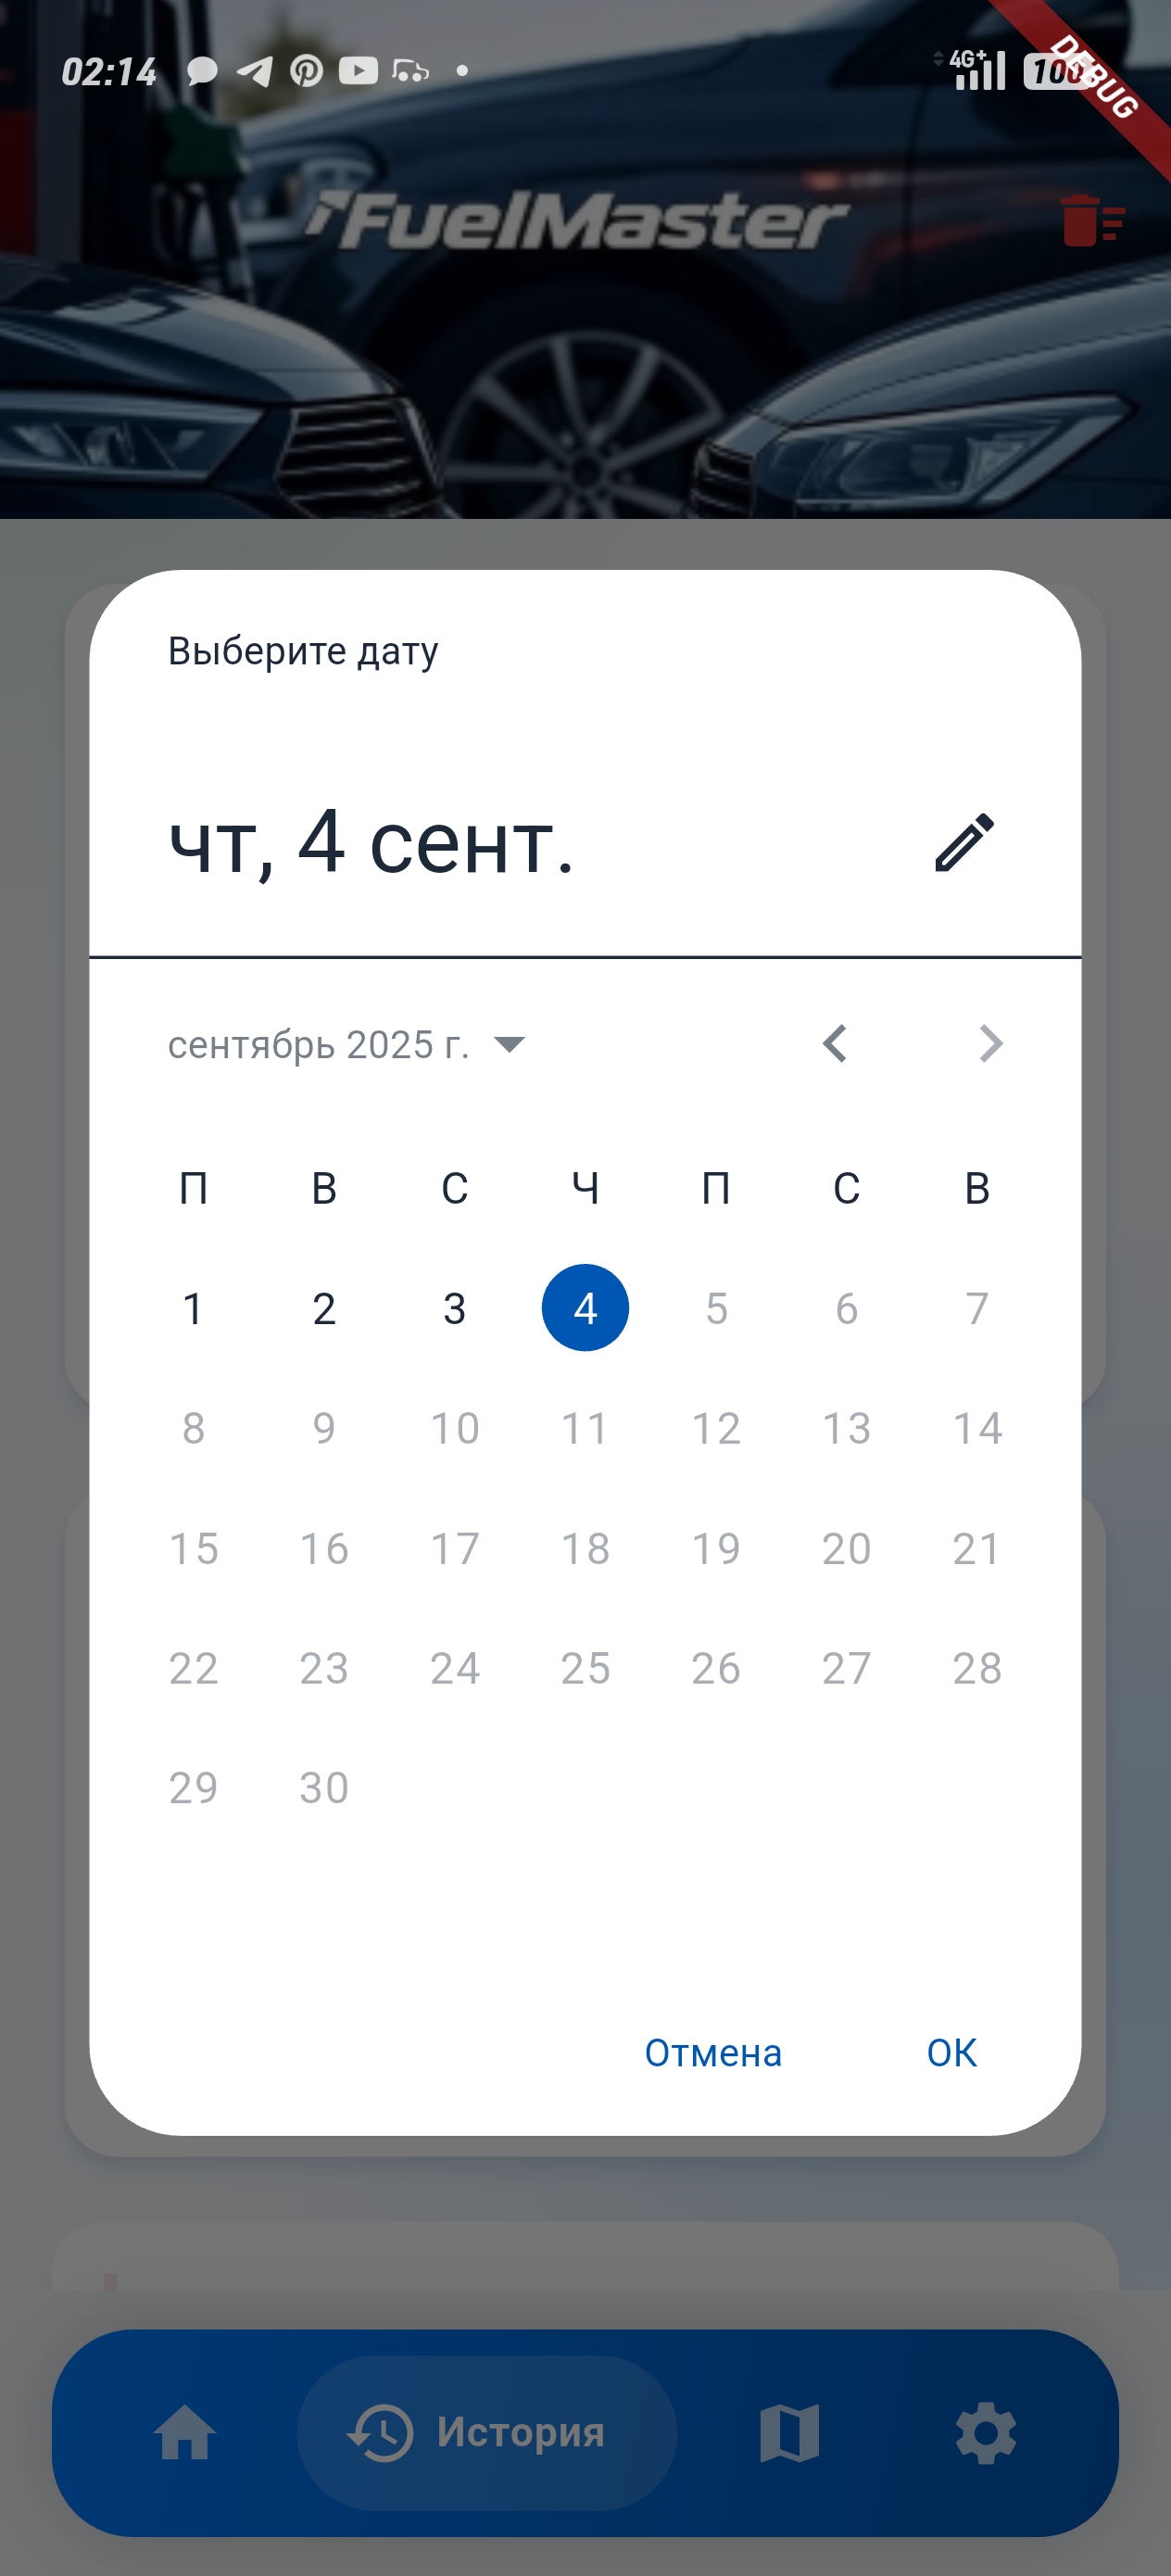 02:14
4G+
100
DEBUG
FuelMaster
Выберите дату
чт, 4 сент.
сентябрь 2025 г.
П В С Ч П С В
1 2 3 4 5 6 7
8 9 10 11 12 13 14
15 16 17 18 19 20 21
22 23 24 25 26 27 28
29 30
Отмена ОК
История